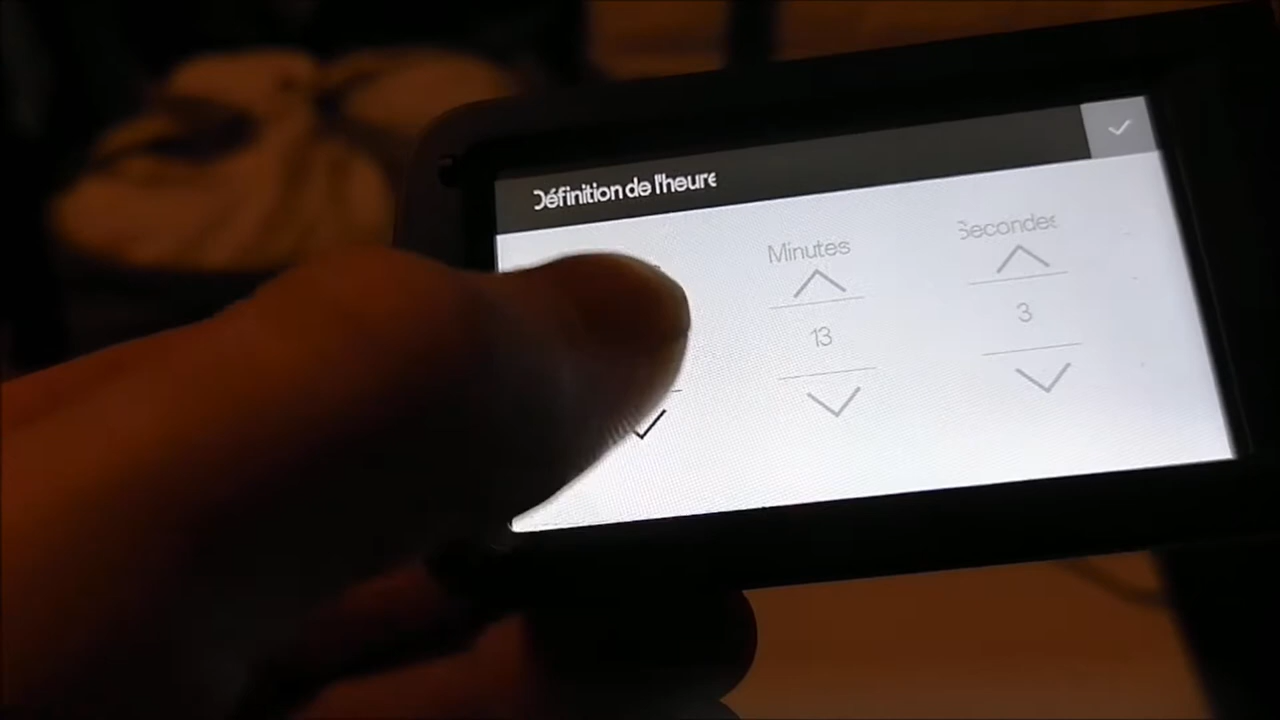 Définition de l'heure
Minutes
Secondes
13
3